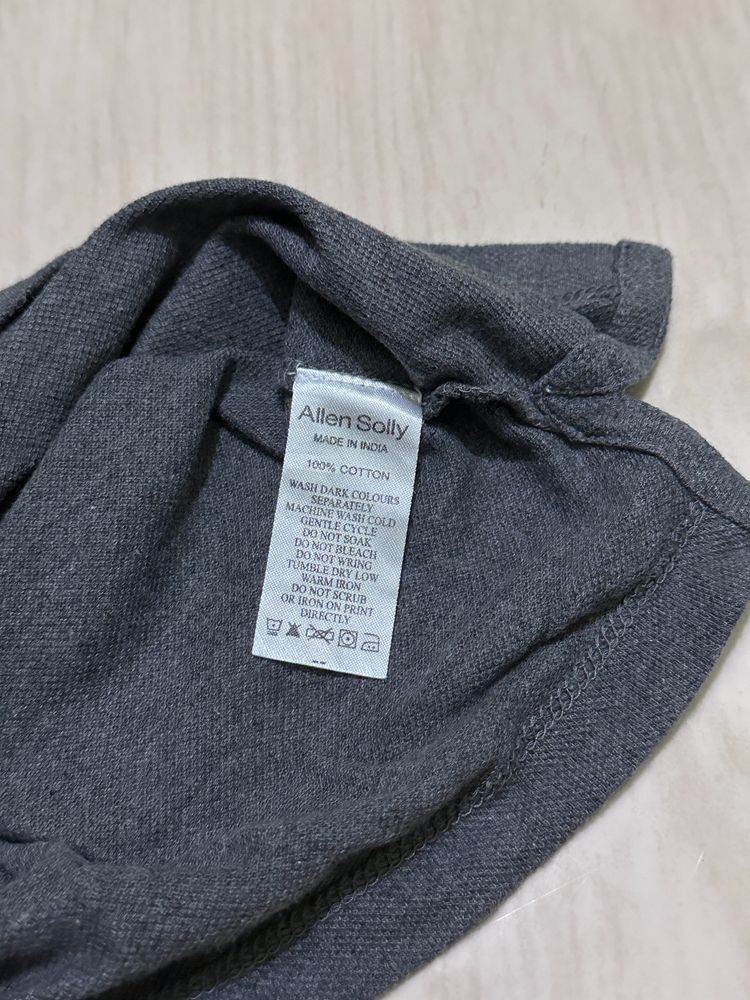 Allen Solly
MADE IN INDIA
100% COTTON
WASH DARK COLOURS
SEPARATELY
MACHINE WASH COLD
GENTLE CYCLE
DO NOT SOAK
DO NOT BLEACH
DO NOT WRING
TUMBLE DRY LOW
WARM IRON
DO NOT SCRUB
OR IRON ON PRINT
DIRECTLY